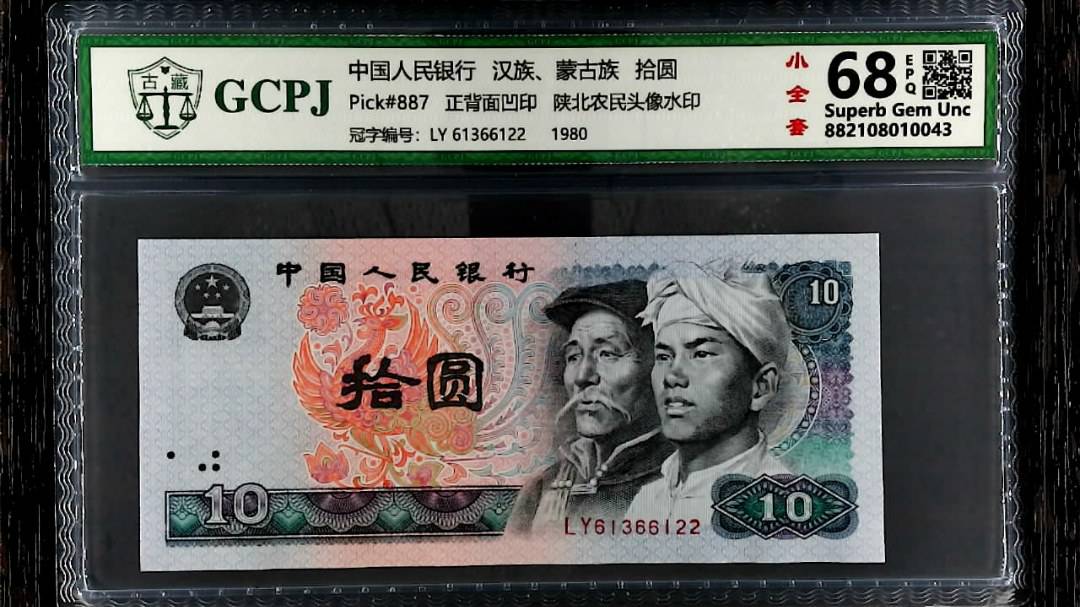 古藏
GCPJ
中国人民银行 汉族、蒙古族 拾圆
Pick#887 正背面凹印 陕北农民头像水印
冠字编号: LY 61366122 1980
小全套
68
EPQ
Superb Gem Unc
882108010043
中国人民银行
10
拾圆
10
LY61366122
10